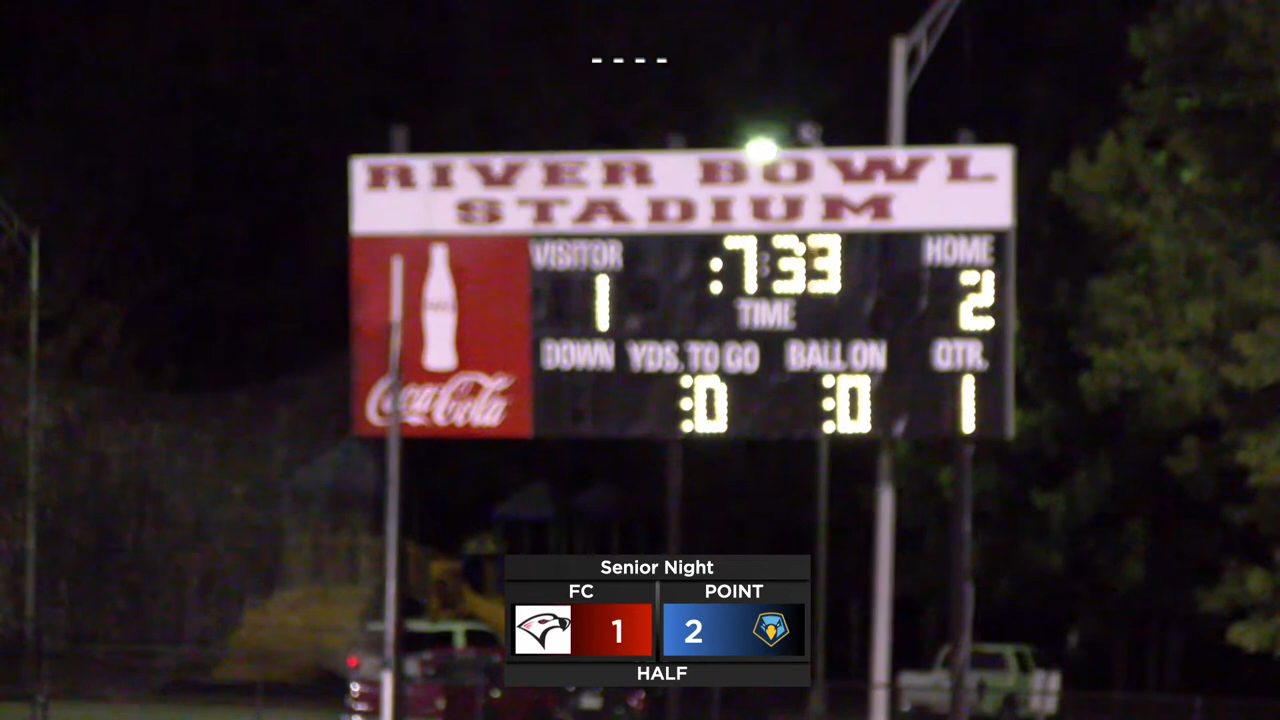 - - - -
RIVER BOWL
STADIUM
VISITOR :7:33 HOME
1 TIME 2
DOWN YDS. TO GO BALL ON QTR.
:0 :0 1
Coca-Cola
Senior Night
FC POINT
1 2
HALF